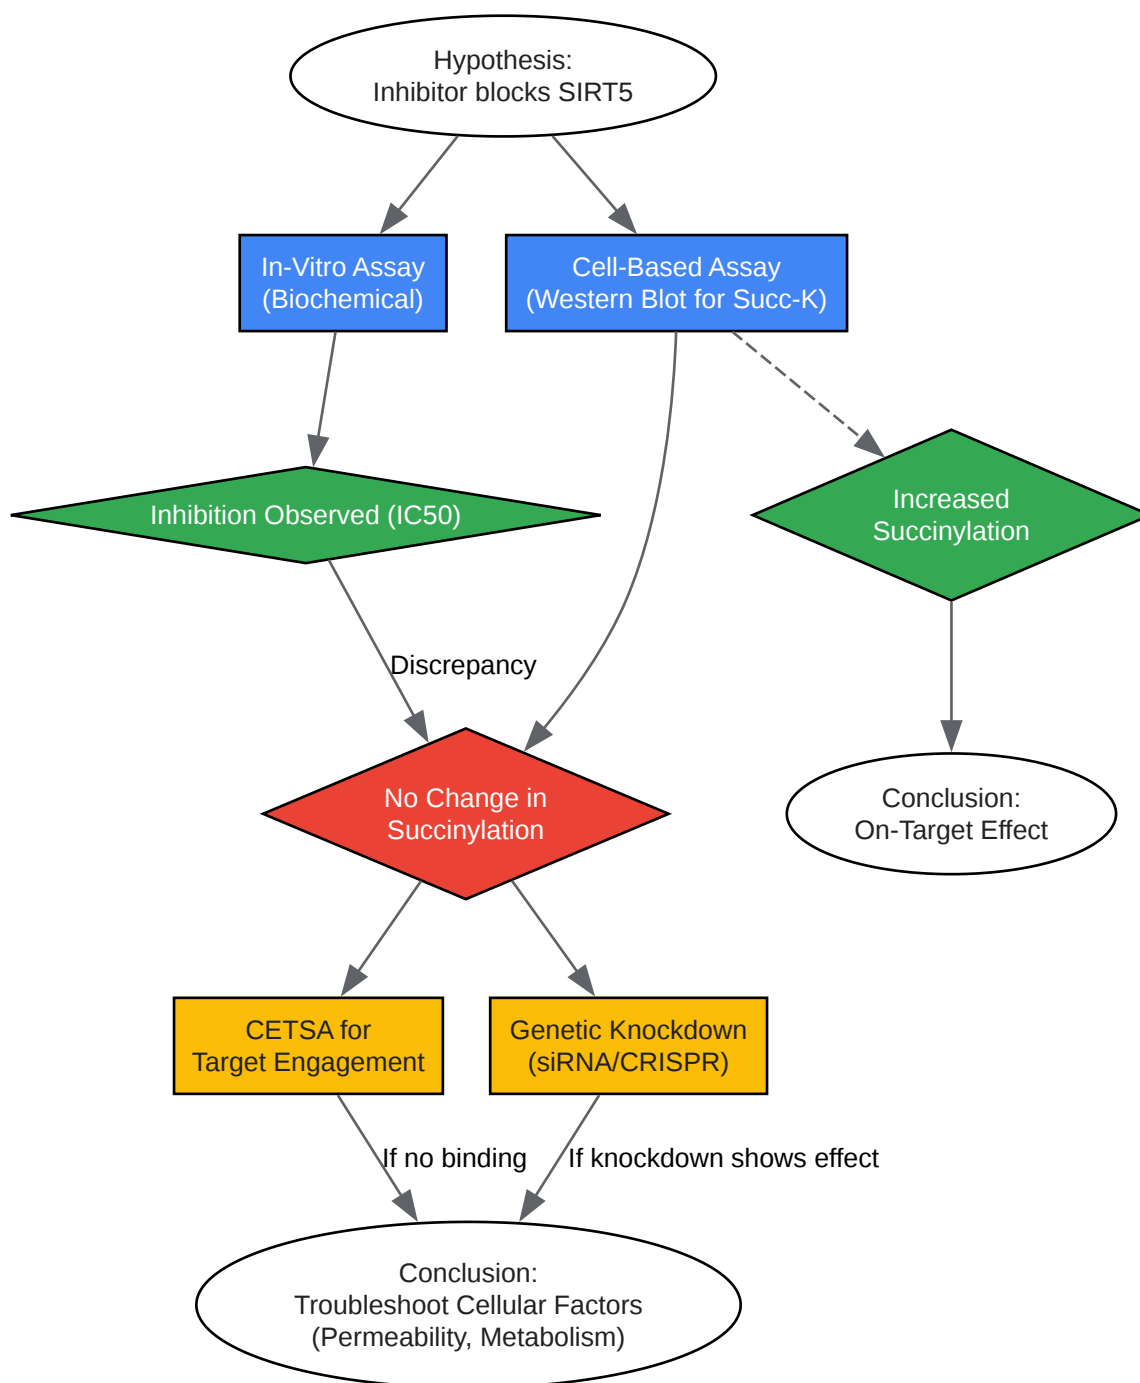 Hypothesis:
Inhibitor blocks SIRT5
In-Vitro Assay
(Biochemical)
Cell-Based Assay
(Western Blot for Succ-K)
Inhibition Observed (IC50)
Increased
Succinylation
Discrepancy
No Change in
Succinylation
Conclusion:
On-Target Effect
CETSA for
Target Engagement
Genetic Knockdown
(siRNA/CRISPR)
If no binding
If knockdown shows effect
Conclusion:
Troubleshoot Cellular Factors
(Permeability, Metabolism)